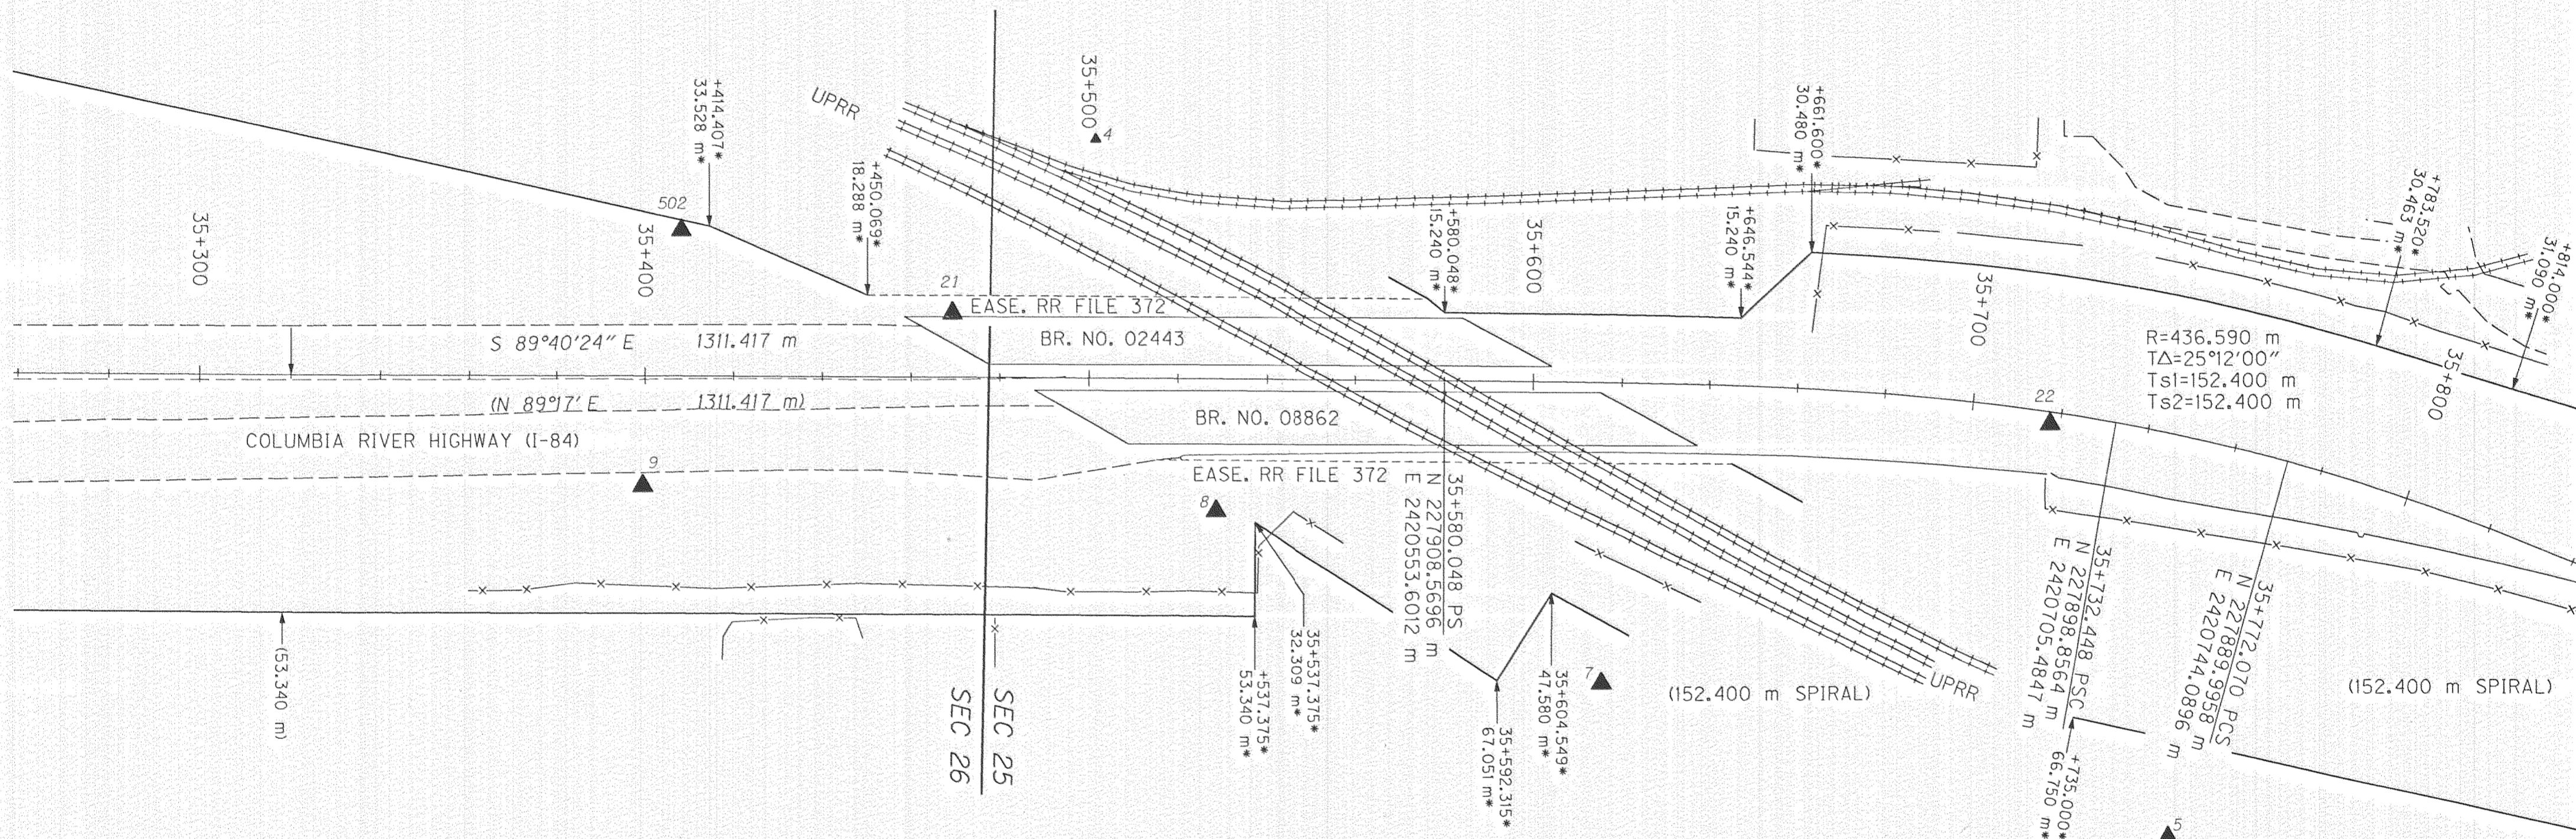 35+300
35+400
502
+414.407*
33.528 m*
UPRR
+450.069*
18.288 m*
35+500
4
21
EASE. RR FILE 372
BR. NO. 02443
S 89°40'24" E 1311.417 m
(N 89°17' E 1311.417 m)
COLUMBIA RIVER HIGHWAY (I-84)
9
BR. NO. 08862
EASE. RR FILE 372
8
+580.048*
15.240 m*
35+600
+646.544*
15.240 m*
+661.600*
30.480 m*
35+700
+783.520*
30.463 m*
+814.000*
31.090 m*
35+800
R=436.590 m
TΔ=25°12'00"
Ts1=152.400 m
Ts2=152.400 m
22
35+580.048 PS
N 227908.5696 m
E 2420553.6012 m
35+732.448 PSC
N 227898.8564 m
E 2420705.4847 m
35+772.070 PCS
N 227889.9958 m
E 2420744.0896 m
(53.340 m)
SEC 26
SEC 25
35+537.375*
32.309 m*
+537.375*
53.340 m*
35+604.549*
47.580 m*
35+592.315*
67.051 m*
7
(152.400 m SPIRAL)
UPRR
+735.000*
66.750 m*
(152.400 m SPIRAL)
5